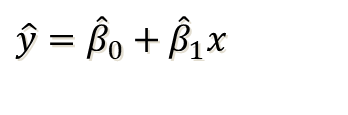 ŷ = β̂₀ + β̂₁x